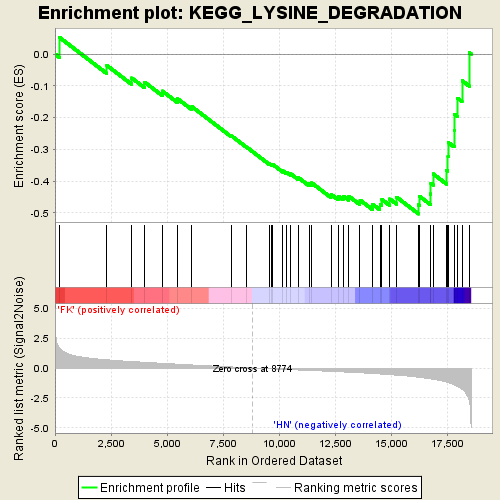 Enrichment plot: KEGG_LYSINE_DEGRADATION
Enrichment score (ES)
0.0
-0.1
-0.2
-0.3
-0.4
-0.5
Ranked list metric (Signal2Noise)
'FK' (positively correlated)
5.0
2.5
0.0
-2.5
-5.0
Zero cross at 8774
'HN' (negatively correlated)
0 2,500 5,000 7,500 10,000 12,500 15,000 17,500
Rank in Ordered Dataset
Enrichment profile Hits Ranking metric scores